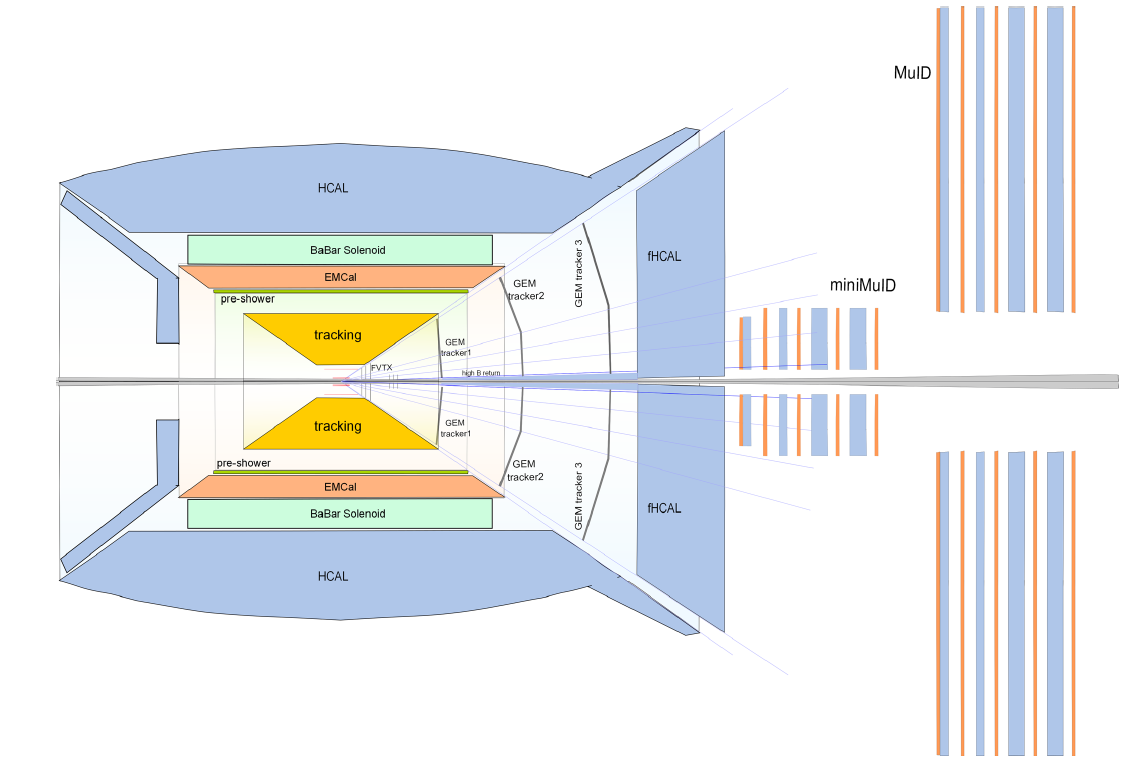 MuID
HCAL
BaBar Solenoid
EMCal
pre-shower
tracking
GEM
tracker1
FVTX
high B return
GEM
tracker2
GEM tracker 3
fHCAL
miniMuID
tracking
GEM
tracker1
pre-shower
GEM
tracker2
GEM tracker 3
EMCal
fHCAL
BaBar Solenoid
HCAL